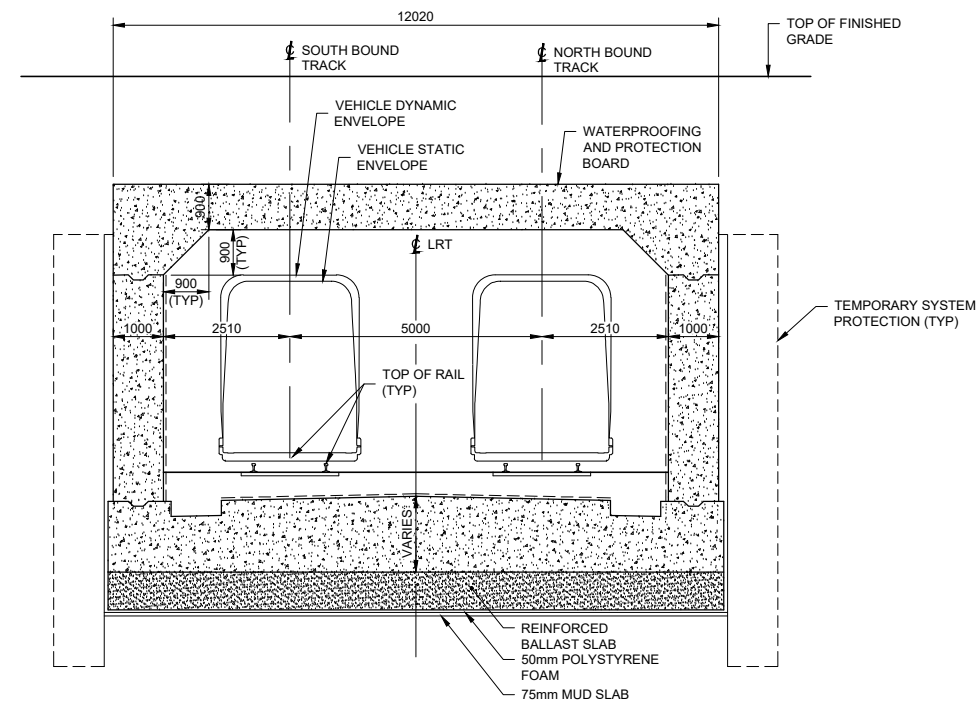 12020
TOP OF FINISHED
GRADE
℄ SOUTH BOUND
TRACK
℄ NORTH BOUND
TRACK
VEHICLE DYNAMIC
ENVELOPE
VEHICLE STATIC
ENVELOPE
WATERPROOFING
AND PROTECTION
BOARD
900
900
(TYP)
℄ LRT
900
(TYP)
1000
2510
5000
2510
1000
TEMPORARY SYSTEM
PROTECTION (TYP)
TOP OF RAIL
(TYP)
VARIES
REINFORCED
BALLAST SLAB
50mm POLYSTYRENE
FOAM
75mm MUD SLAB